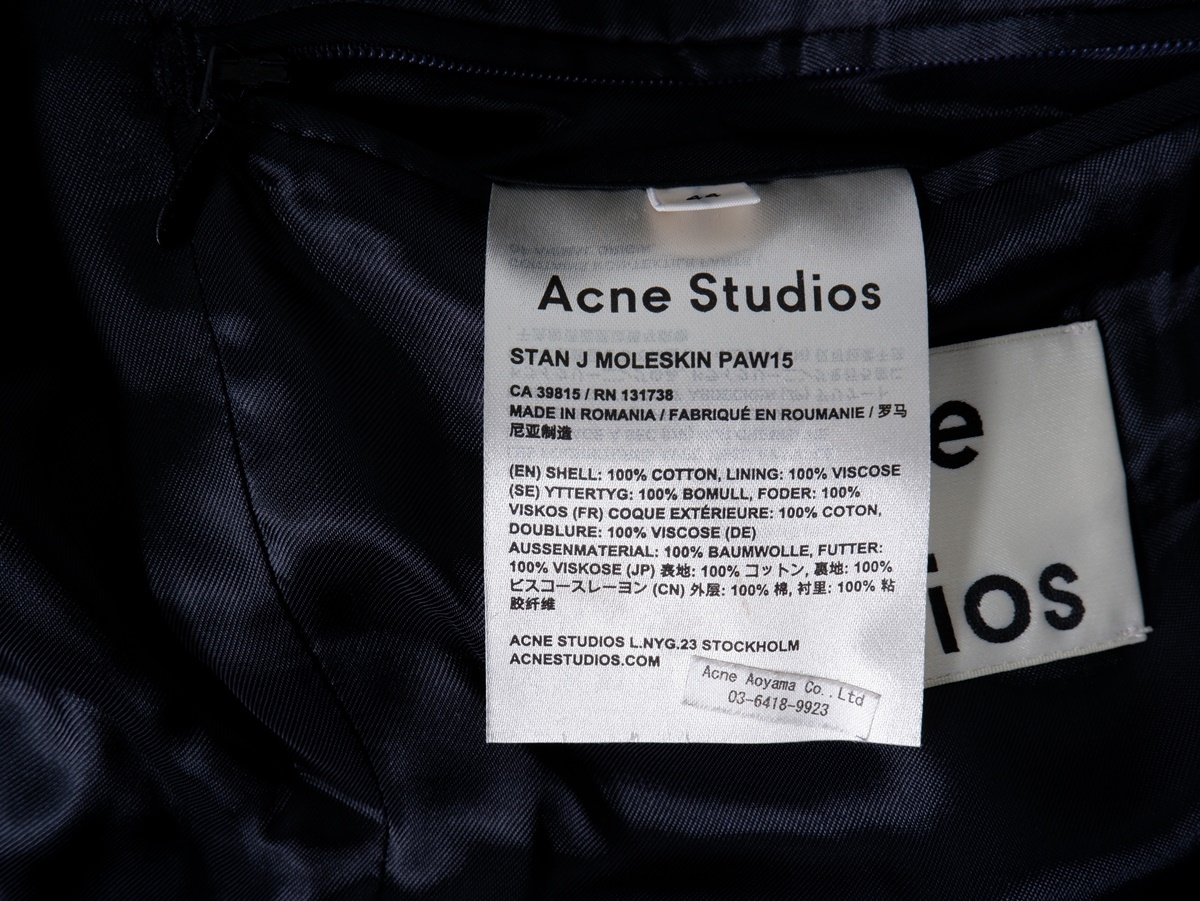 44
Acne Studios
STAN J MOLESKIN PAW15
CA 39815 / RN 131738
MADE IN ROMANIA / FABRIQUÉ EN ROUMANIE / 罗马
尼亚制造
(EN) SHELL: 100% COTTON, LINING: 100% VISCOSE
(SE) YTTERTYG: 100% BOMULL, FODER: 100%
VISKOS (FR) COQUE EXTÉRIEURE: 100% COTON,
DOUBLURE: 100% VISCOSE (DE)
AUSSENMATERIAL: 100% BAUMWOLLE, FUTTER:
100% VISKOSE (JP) 表地: 100% コットン, 裏地: 100%
ビスコースレーヨン (CN) 外层: 100% 棉, 衬里: 100% 粘
胶纤维
ACNE STUDIOS L.NYG.23 STOCKHOLM
ACNESTUDIOS.COM
Acne Aoyama Co.,Ltd
03-6418-9923
e
ios